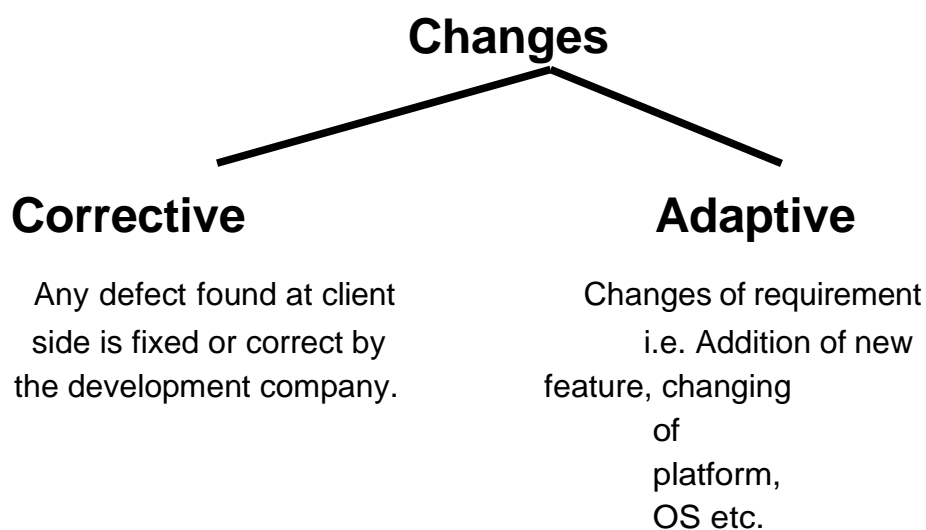 Changes
Corrective
Adaptive
Any defect found at client
side is fixed or correct by
the development company.
Changes of requirement
i.e. Addition of new
feature, changing
of
platform,
OS etc.